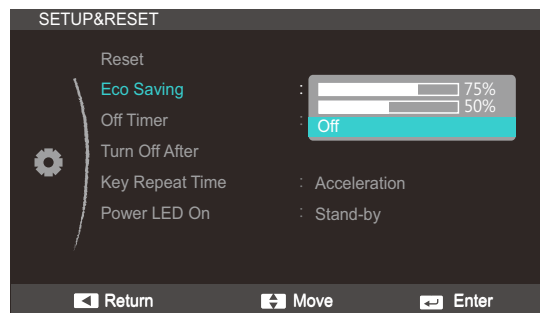 SETUP&RESET
Reset
Eco Saving : 75%
50%
Off Timer : Off
Turn Off After
Key Repeat Time : Acceleration
Power LED On : Stand-by
Return Move Enter